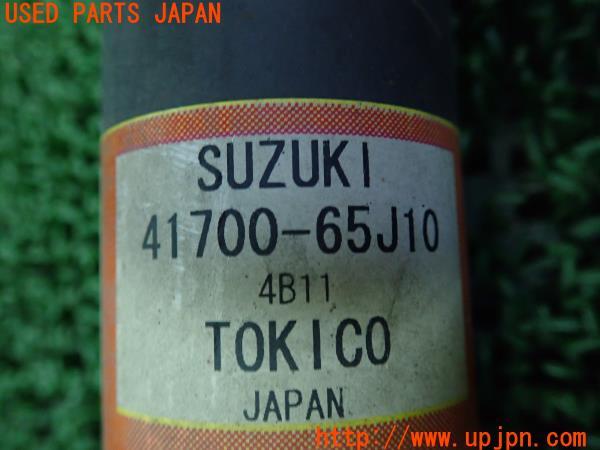 USED PARTS JAPAN
SUZUKI
41700-65J10
4B11
TOKICO
JAPAN
http://www.upjpn.com